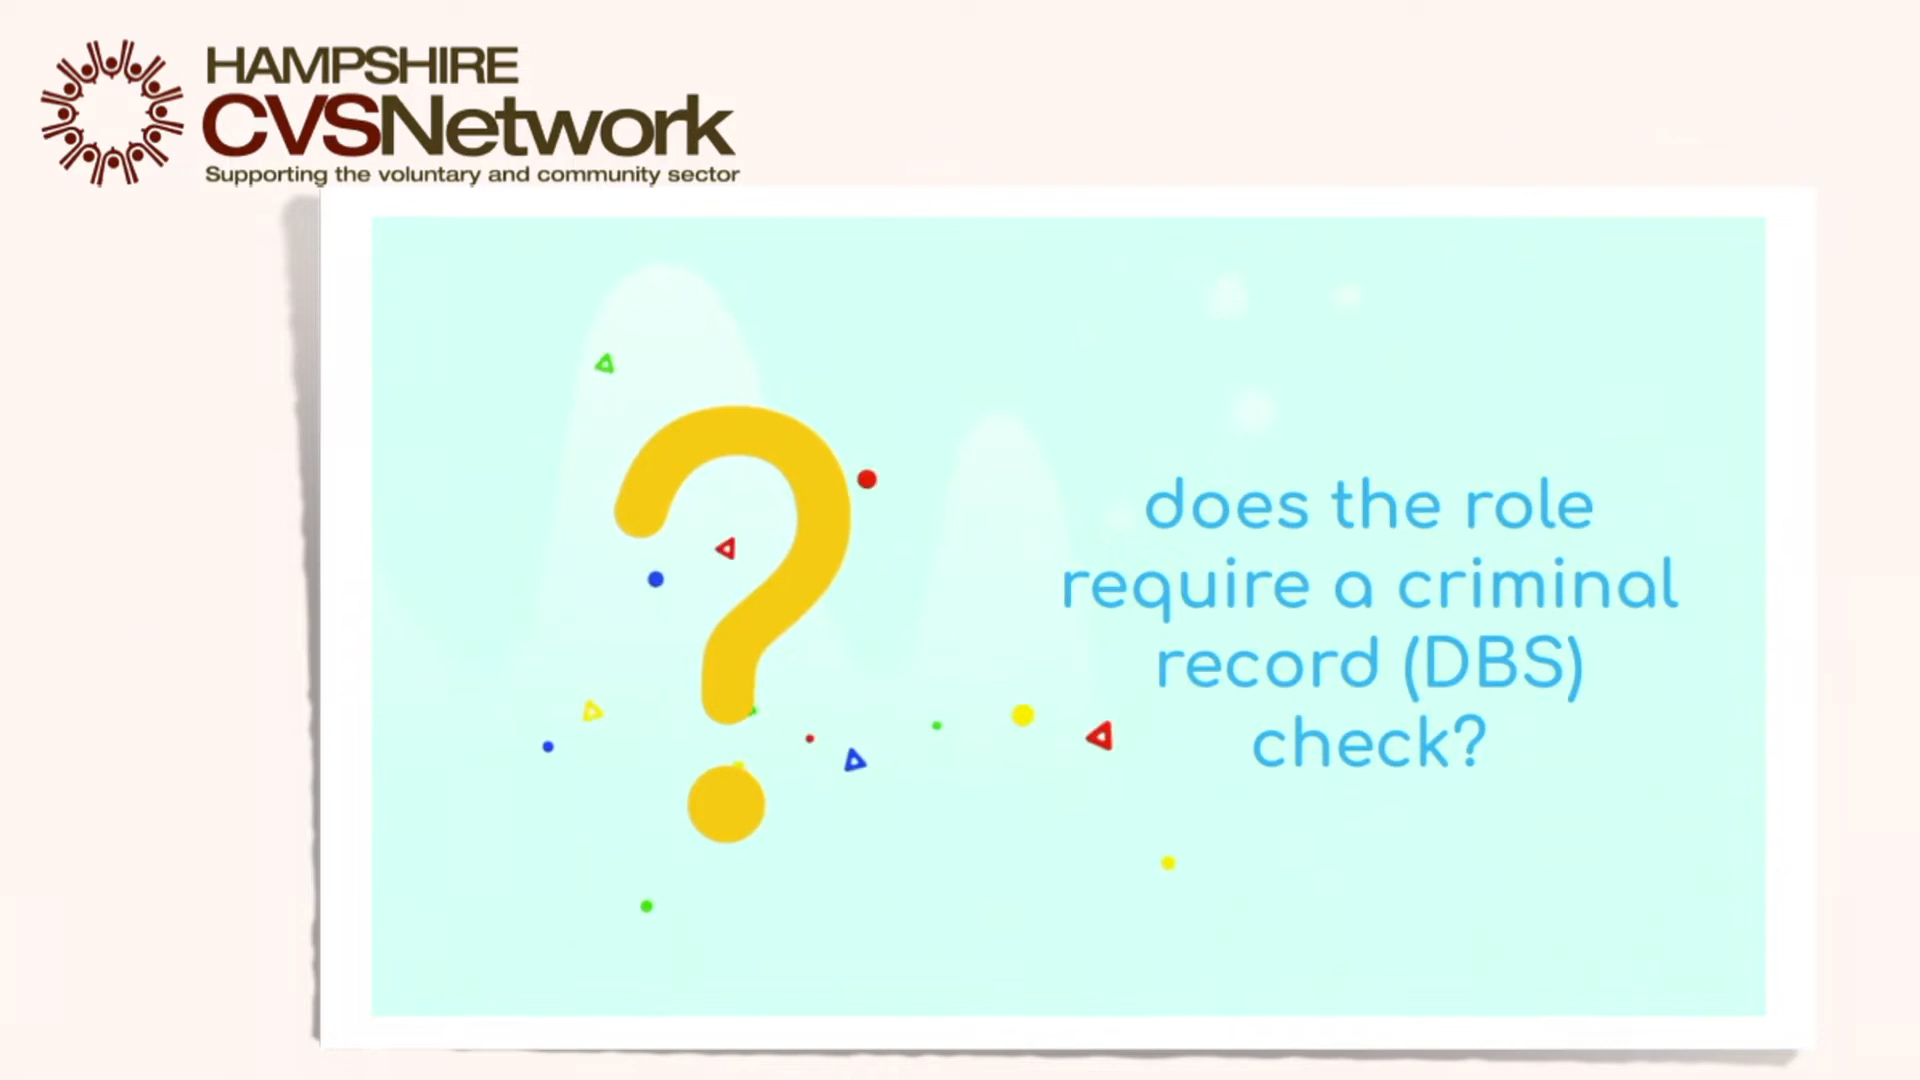 HAMPSHIRE
CVSNetwork
Supporting the voluntary and community sector
does the role
require a criminal
record (DBS)
check?